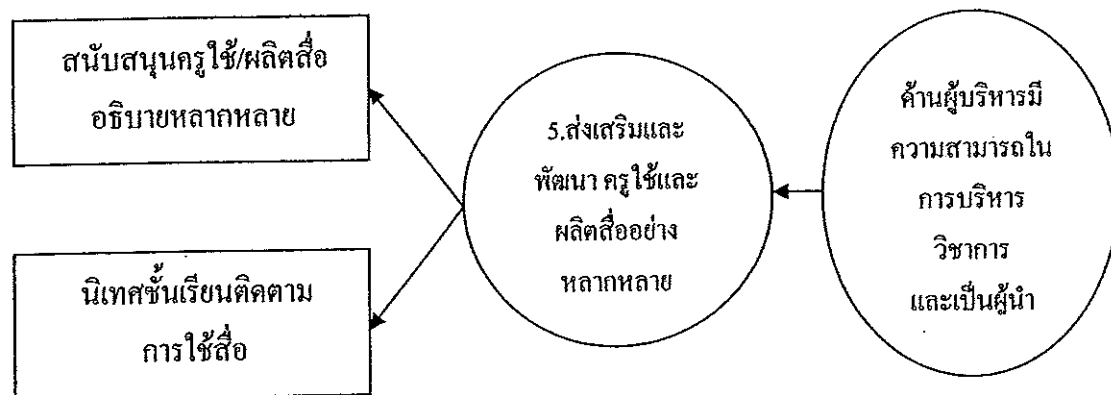 สนับสนุนครูใช้/ผลิตสื่อ
อธิบายหลากหลาย
นิเทศชั้นเรียนติดตาม
การใช้สื่อ
5.ส่งเสริมและ
พัฒนา ครูใช้และ
ผลิตสื่ออย่าง
หลากหลาย
ด้านผู้บริหารมี
ความสามารถใน
การบริหาร
วิชาการ
และเป็นผู้นำ